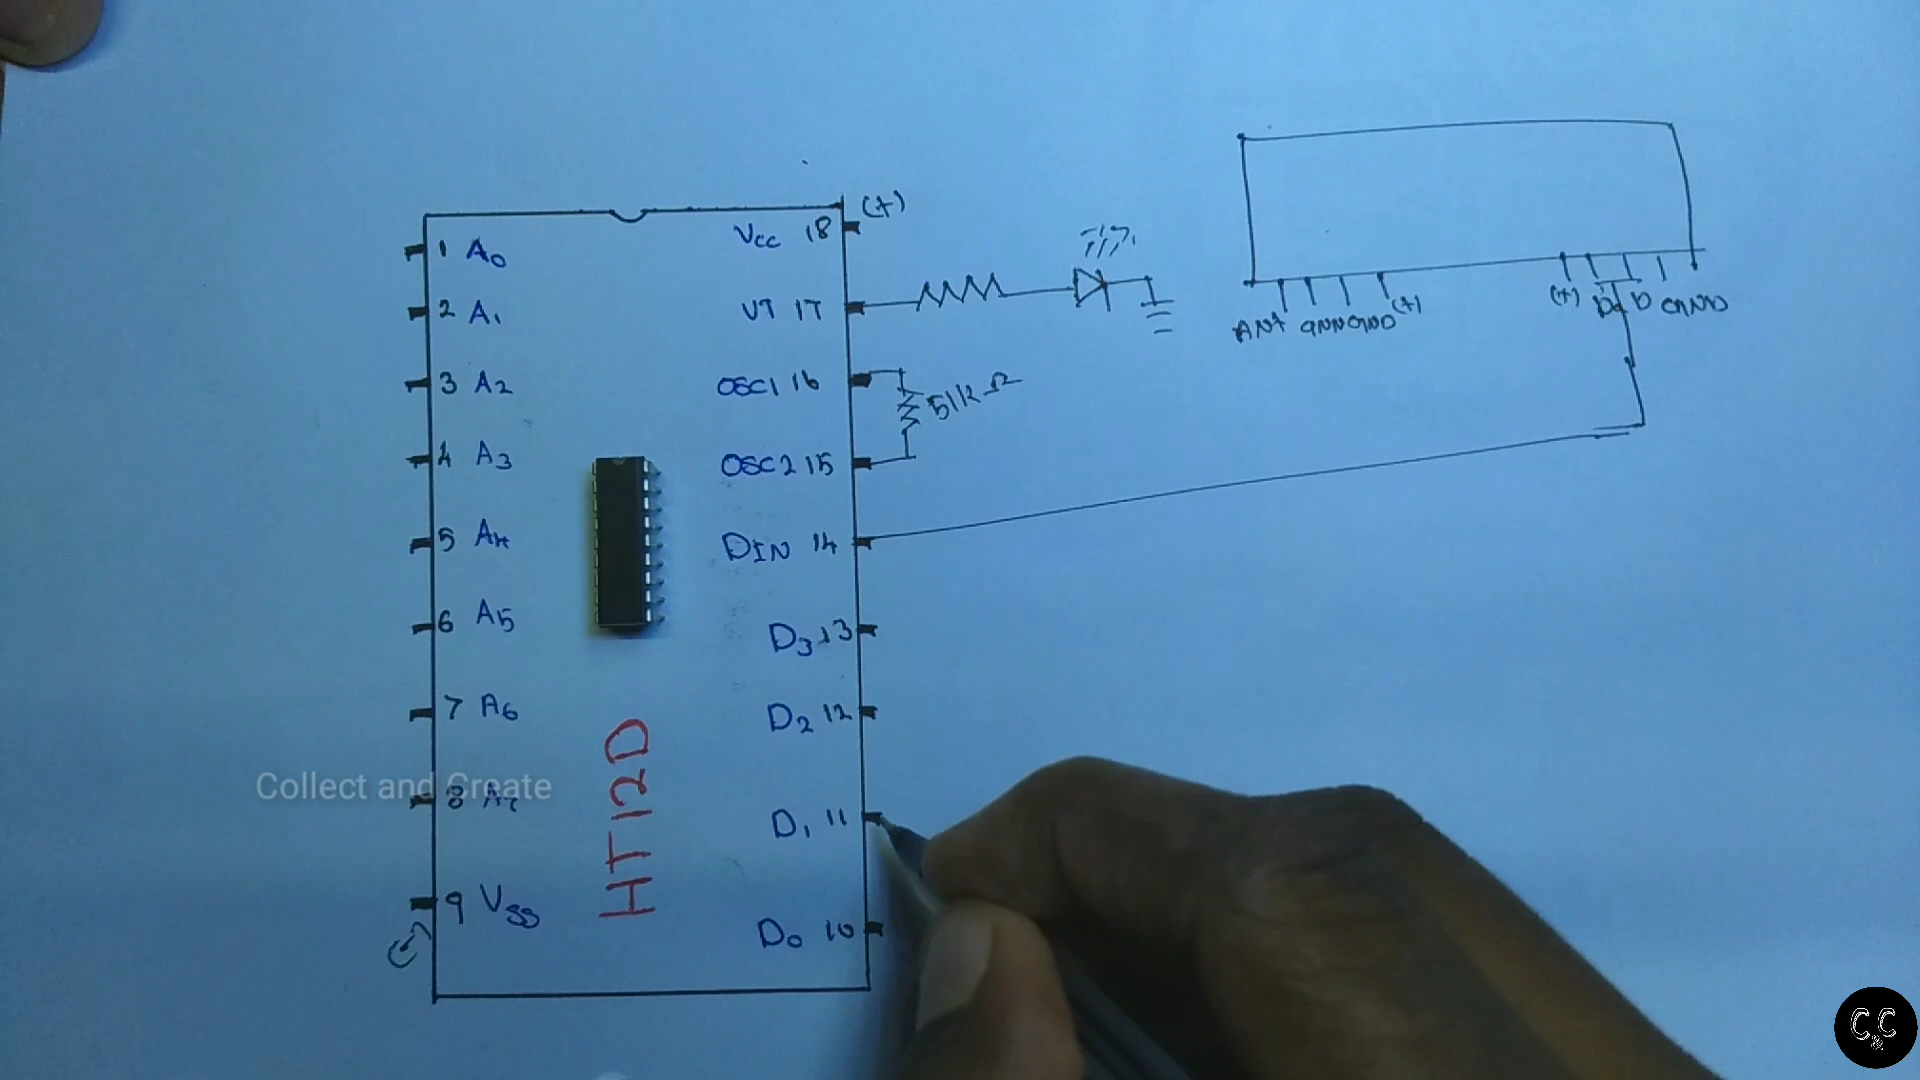 (+)
1 A0 Vcc 18
2 A1 VT 17
3 A2 OSC1 16
51kΩ
4 A3 OSC2 15
5 A4 DIN 14
6 A5 D3 13
7 A6 D2 12
8 A7 D1 11
9 Vss D0 10
(-)
HT12D
ANT GND GND (+)
(+) D D GND
Collect and Create
C&C